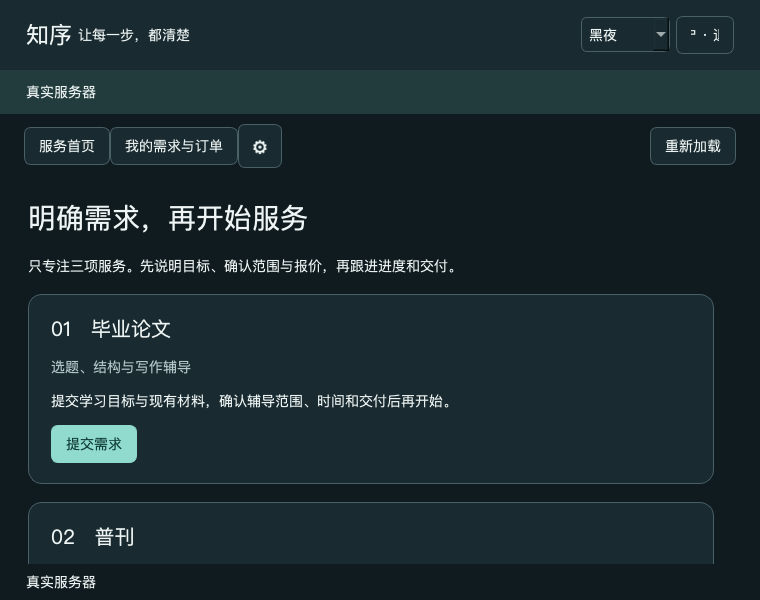 知序 让每一步，都清楚
黑夜
真实服务器
服务首页 我的需求与订单 重新加载
明确需求，再开始服务
只专注三项服务。先说明目标、确认范围与报价，再跟进进度和交付。
01 毕业论文
选题、结构与写作辅导
提交学习目标与现有材料，确认辅导范围、时间和交付后再开始。
提交需求
02 普刊
真实服务器